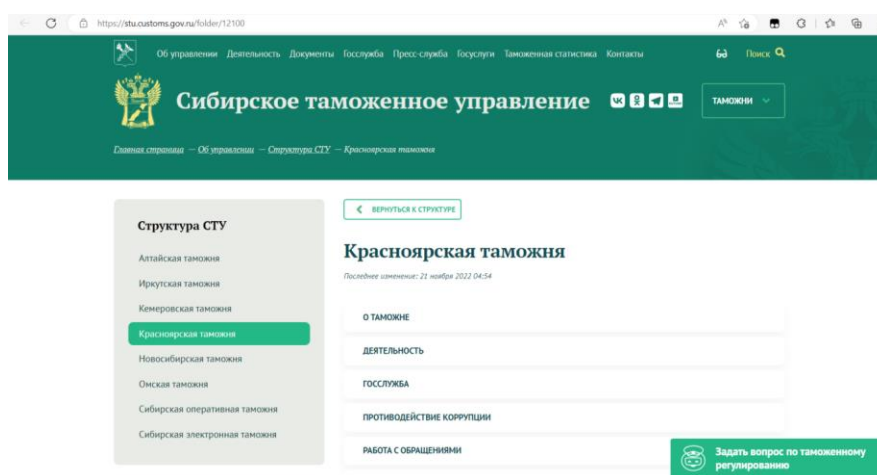 https://stu.customs.gov.ru/folder/12100
Об управлении Деятельность Документы Госслужба Пресс-служба Госуслуги Таможенная статистика Контакты
Поиск
Сибирское таможенное управление
ТАМОЖНИ
Главная страница — Об управлении — Структура СТУ — Красноярская таможня
ВЕРНУТЬСЯ К СТРУКТУРЕ
Структура СТУ
Алтайская таможня
Иркутская таможня
Кемеровская таможня
Красноярская таможня
Новосибирская таможня
Омская таможня
Сибирская оперативная таможня
Сибирская электронная таможня
Красноярская таможня
Последнее изменение: 21 ноября 2022 04:54
О ТАМОЖНЕ
ДЕЯТЕЛЬНОСТЬ
ГОССЛУЖБА
ПРОТИВОДЕЙСТВИЕ КОРРУПЦИИ
РАБОТА С ОБРАЩЕНИЯМИ
Задать вопрос по таможенному
регулированию